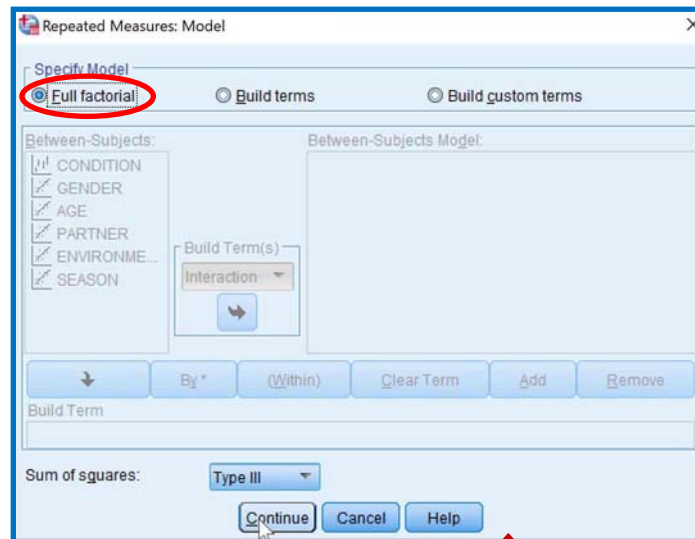 Repeated Measures: Model
Specify Model
Full factorial
Build terms
Build custom terms
Between-Subjects:
Between-Subjects Model:
CONDITION
GENDER
AGE
PARTNER
ENVIRONME...
SEASON
Build Term(s)
Interaction
By *
(Within)
Clear Term
Add
Remove
Build Term
Sum of squares:
Type III
Continue
Cancel
Help